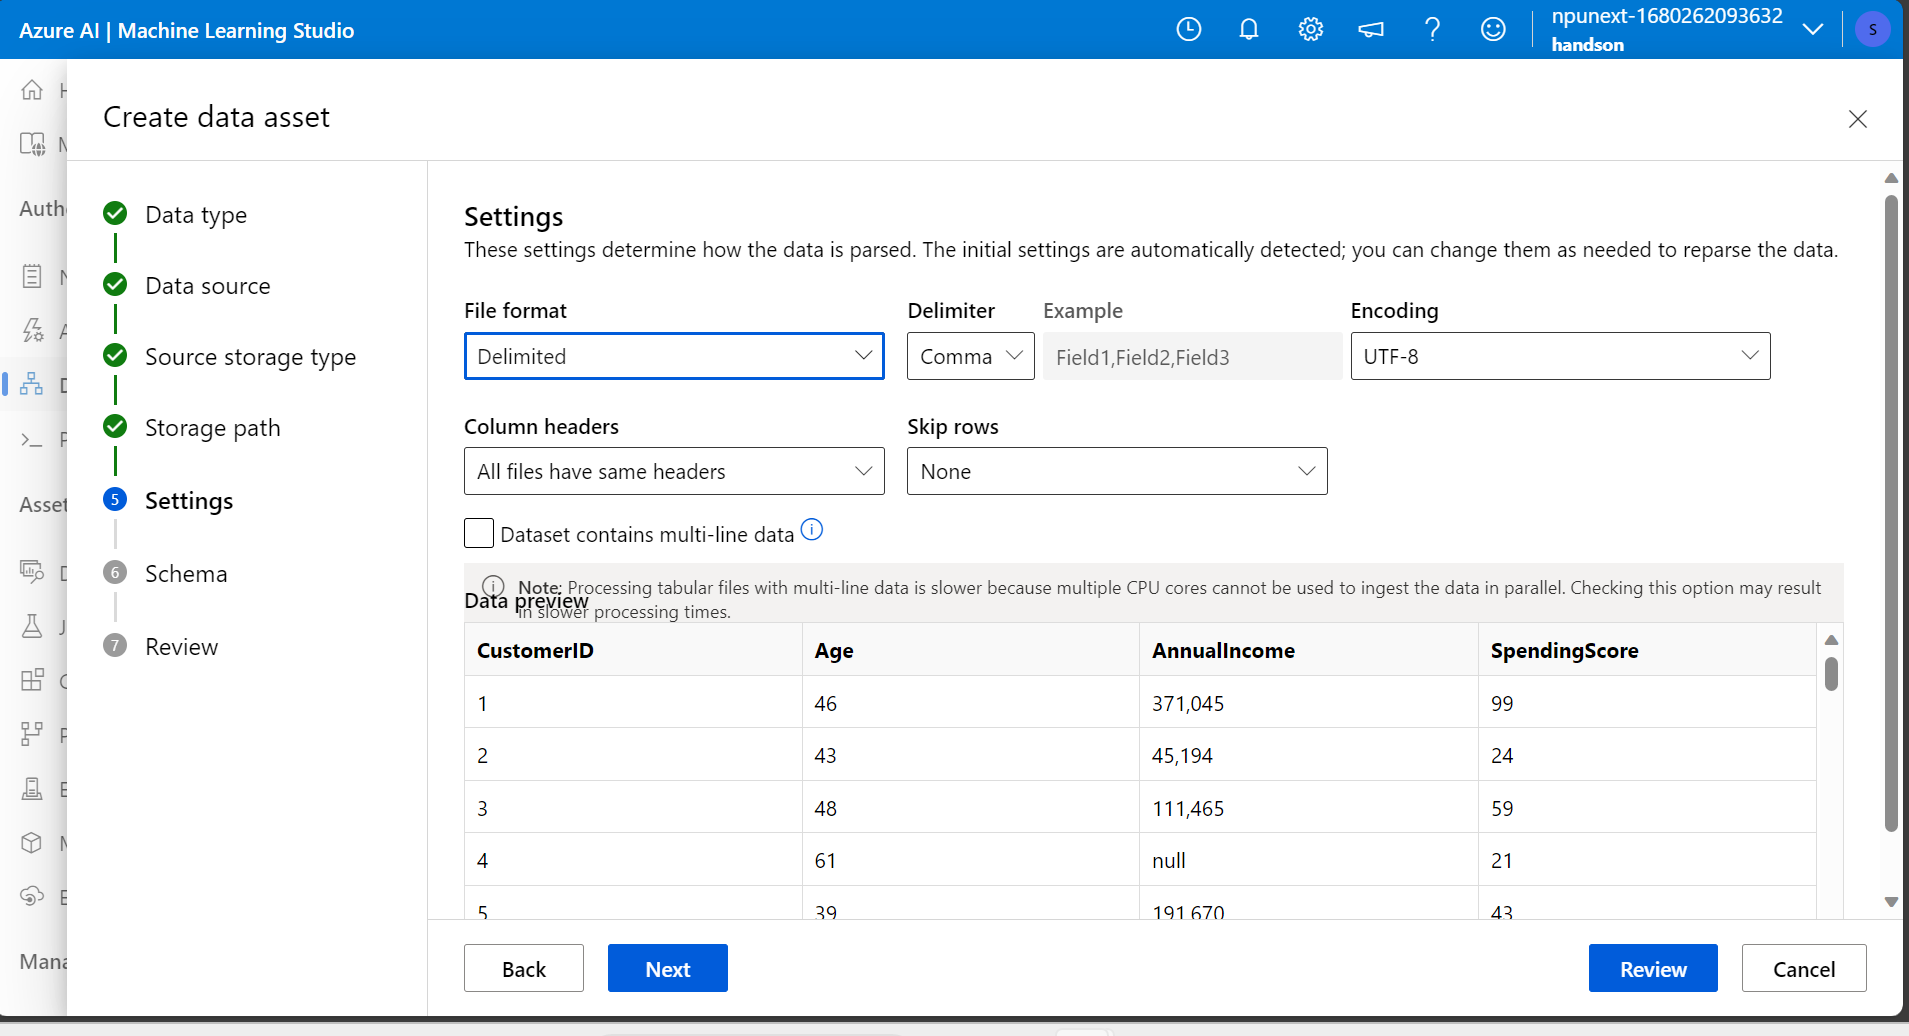 Azure AI | Machine Learning Studio
npunext-1680262093632
handson
S
Create data asset
Data type
Data source
Source storage type
Storage path
5 Settings
6 Schema
7 Review
Settings
These settings determine how the data is parsed. The initial settings are automatically detected; you can change them as needed to reparse the data.
File format
Delimiter
Example
Encoding
Delimited
Comma
Field1,Field2,Field3
UTF-8
Column headers
Skip rows
All files have same headers
None
Dataset contains multi-line data
Note: Processing tabular files with multi-line data is slower because multiple CPU cores cannot be used to ingest the data in parallel. Checking this option may result
in slower processing times.
Data preview
CustomerID Age AnnualIncome SpendingScore
1 46 371,045 99
2 43 45,194 24
3 48 111,465 59
4 61 null 21
5 39 191,670 43
Back
Next
Review
Cancel